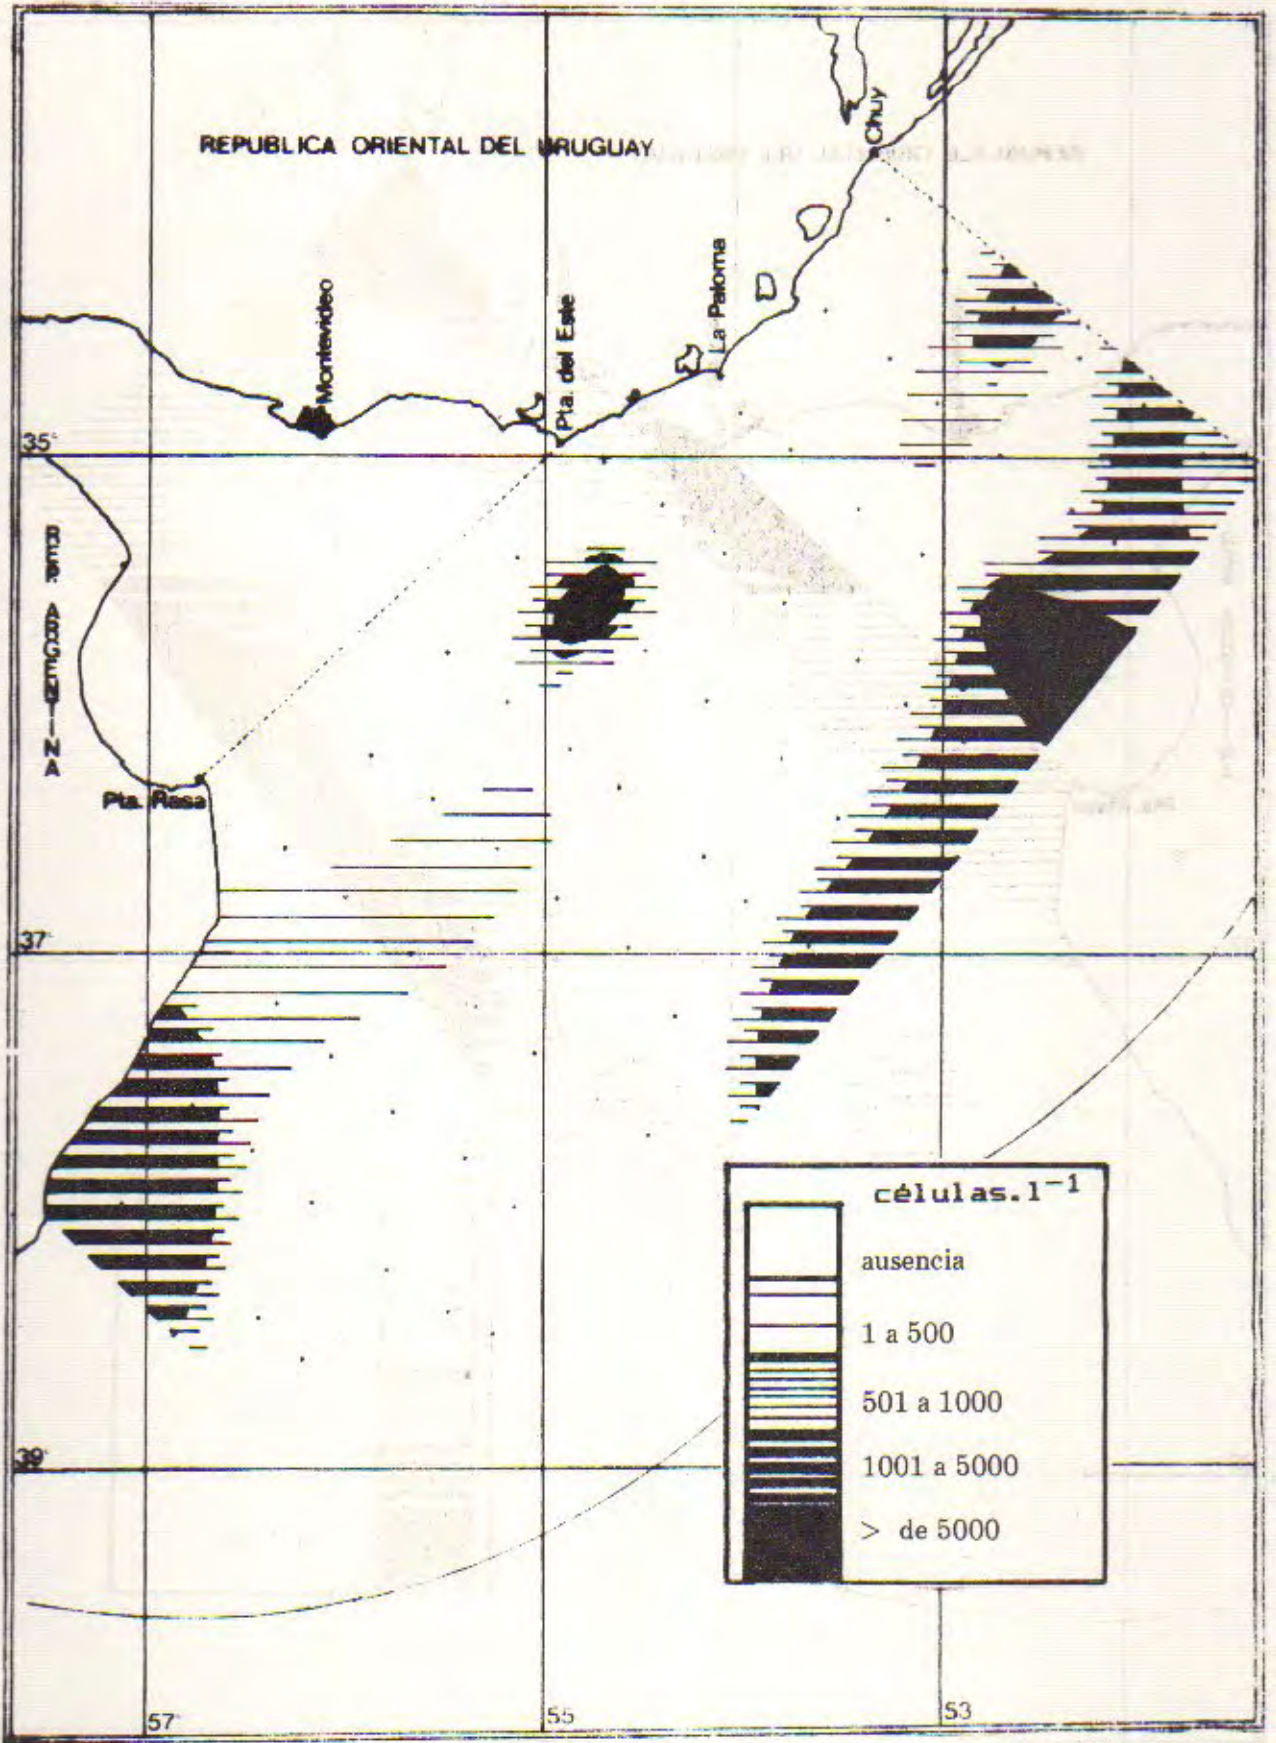 REPUBLICA ORIENTAL DEL URUGUAY
Chuy
La Paloma
Pta. del Este
Montevideo
35°
REP. ARGENTINA
Pta. Rasa
37°
células.l⁻¹
ausencia
1 a 500
501 a 1000
1001 a 5000
> de 5000
39°
57°
55
53